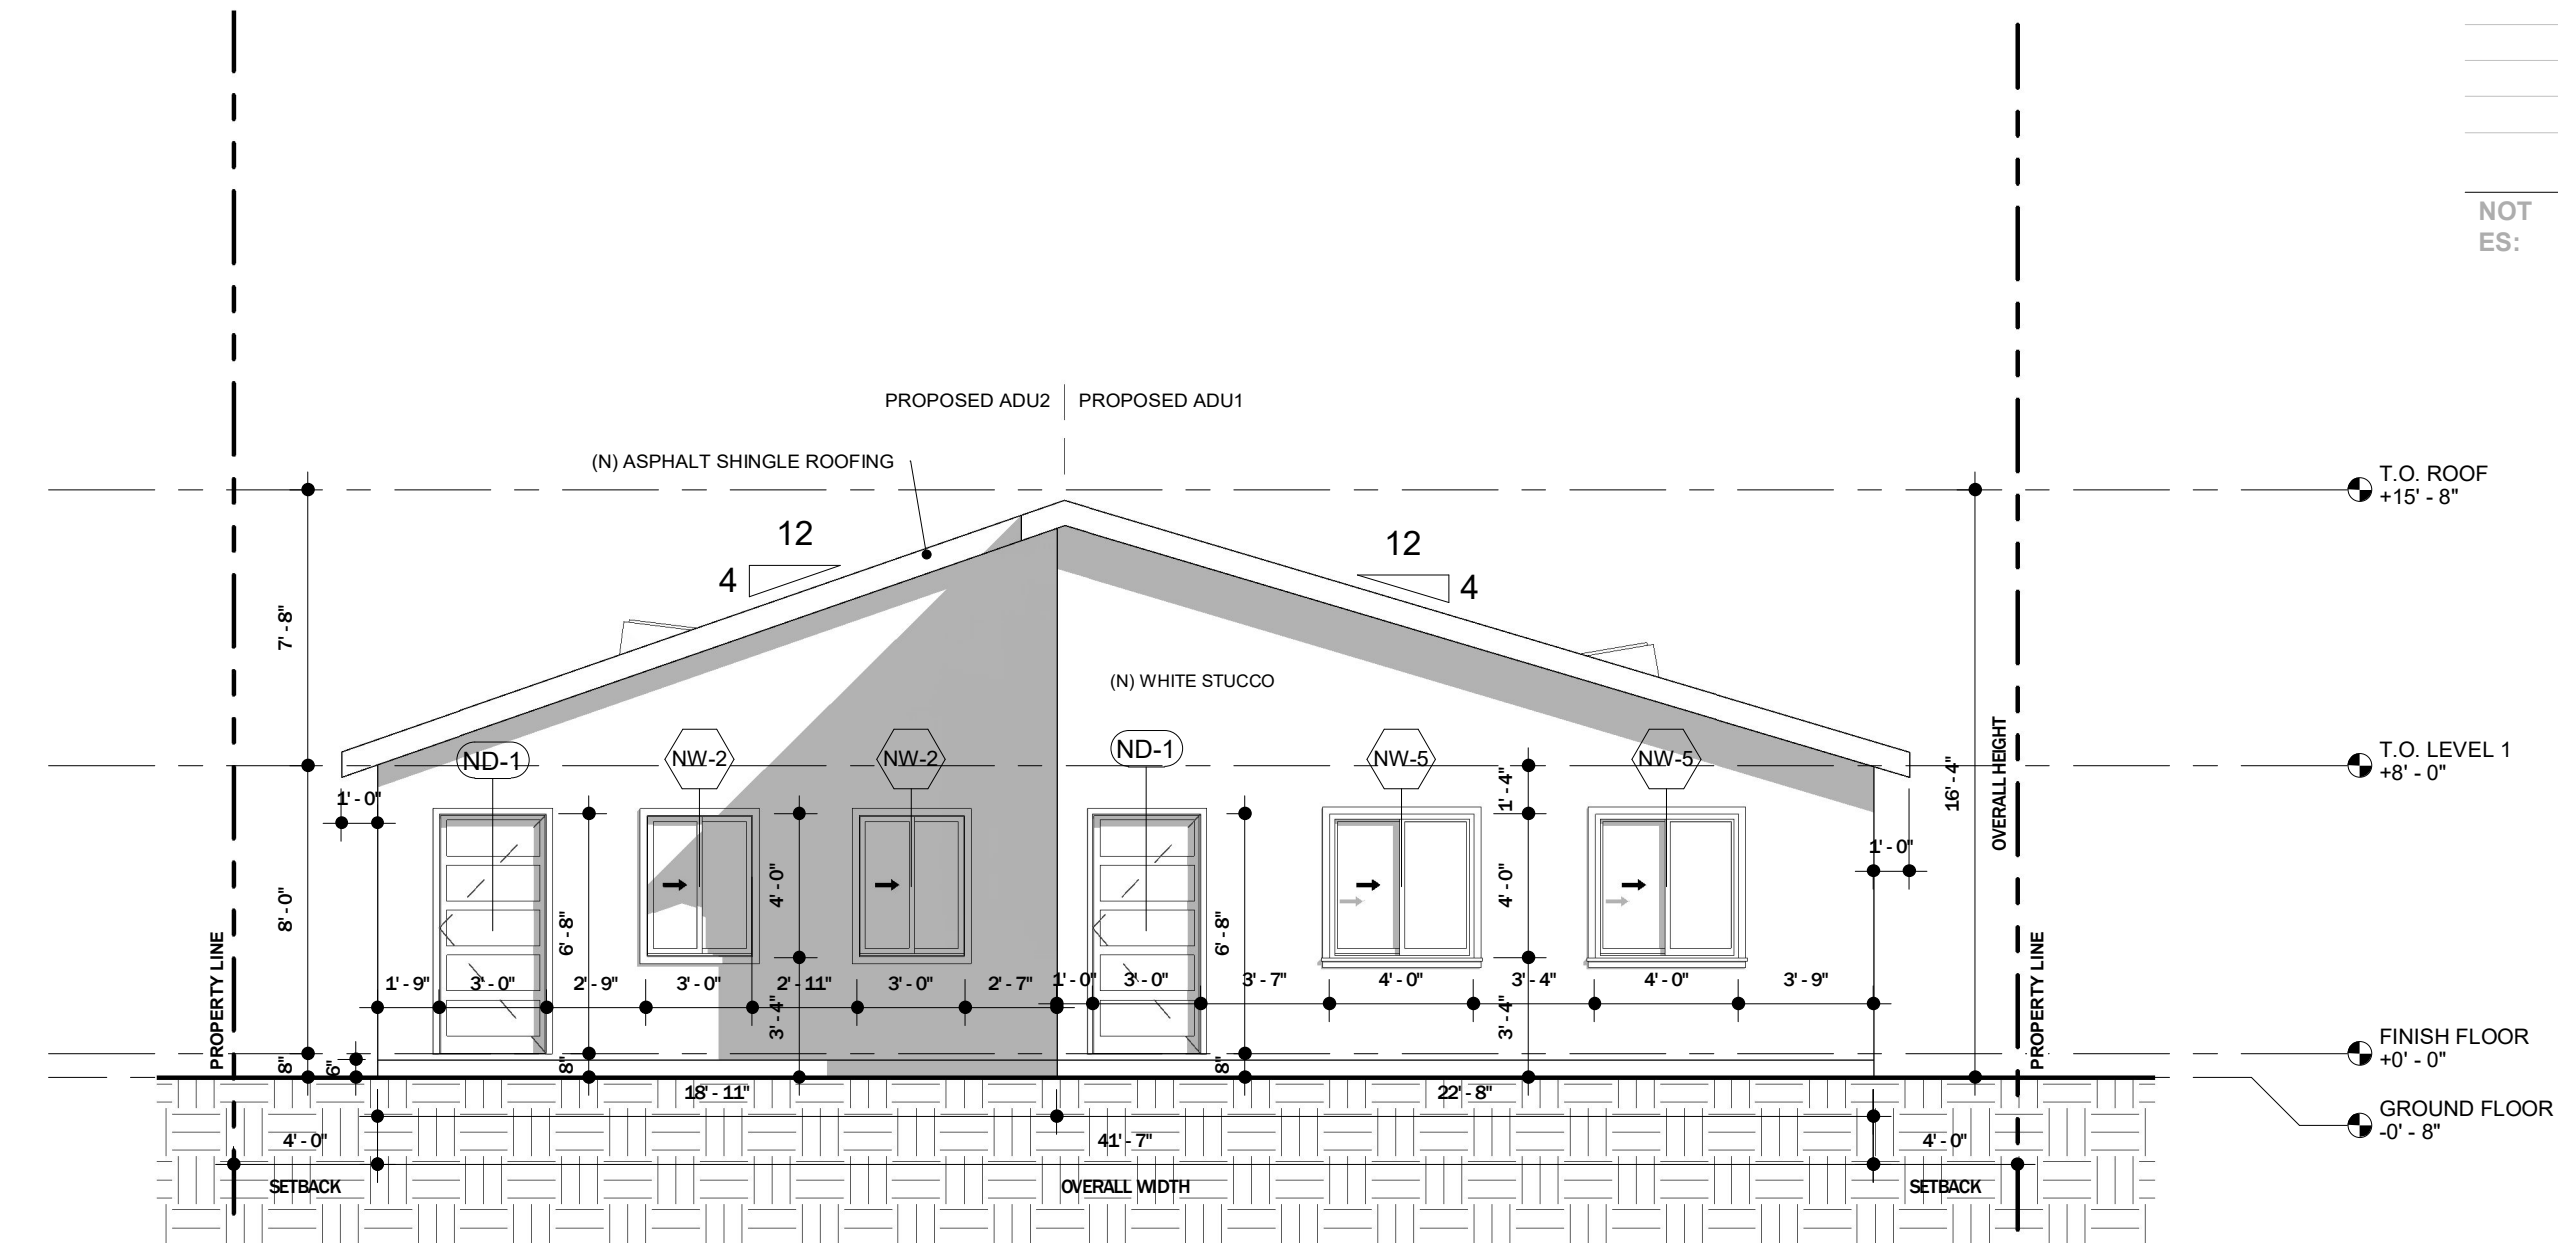 NOT
ES:
PROPOSED ADU2
PROPOSED ADU1
(N) ASPHALT SHINGLE ROOFING
T.O. ROOF
+15' - 8"
12
4
12
4
7' - 8"
(N) WHITE STUCCO
ND-1
NW-2
NW-2
ND-1
NW-5
NW-5
T.O. LEVEL 1
+8' - 0"
1' - 4"
16' - 4"
OVERALL HEIGHT
1' - 0"
1' - 0"
8' - 0"
6' - 8"
4' - 0"
6' - 8"
4' - 0"
PROPERTY LINE
PROPERTY LINE
1' - 9"
3' - 0"
2' - 9"
3' - 0"
2' - 11"
3' - 0"
2' - 7"
1' - 0"
3' - 0"
3' - 7"
4' - 0"
3' - 4"
4' - 0"
3' - 9"
3' - 4"
3' - 4"
FINISH FLOOR
+0' - 0"
8"
6"
8"
8"
18' - 11"
22' - 8"
GROUND FLOOR
-0' - 8"
4' - 0"
41' - 7"
4' - 0"
SETBACK
OVERALL WIDTH
SETBACK